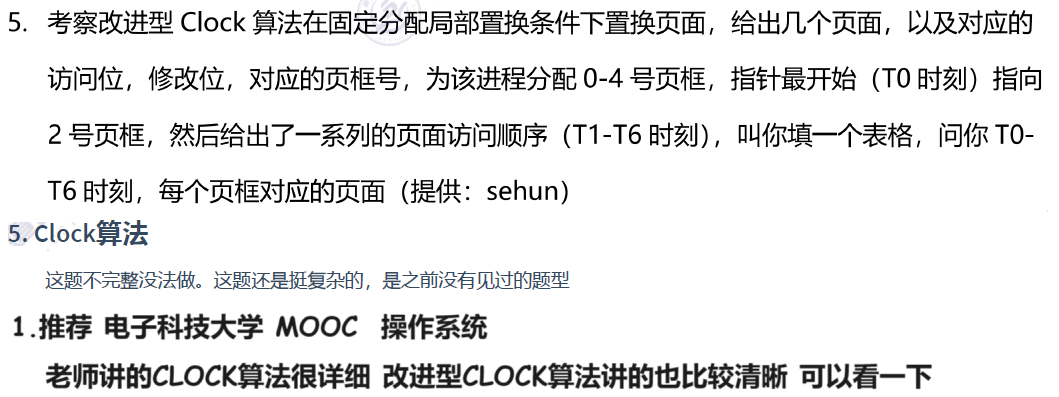 5. 考察改进型 Clock 算法在固定分配局部置换条件下置换页面，给出几个页面，以及对应的
访问位，修改位，对应的页框号，为该进程分配 0-4 号页框，指针最开始（T0 时刻）指向
2 号页框，然后给出了一系列的页面访问顺序（T1-T6 时刻），叫你填一个表格，问你 T0-
T6 时刻，每个页框对应的页面（提供：sehun）
5. Clock算法
这题不完整没法做。这题还是挺复杂的，是之前没有见过的题型
1.推荐 电子科技大学 MOOC 操作系统
老师讲的CLOCK算法很详细 改进型CLOCK算法讲的也比较清晰 可以看一下